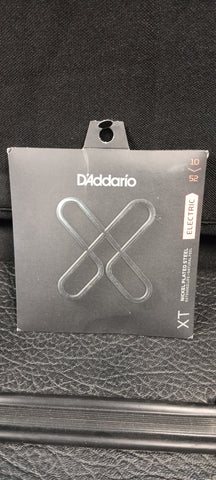 D'Addario
10
52
ELECTRIC
XT
NICKEL PLATED STEEL